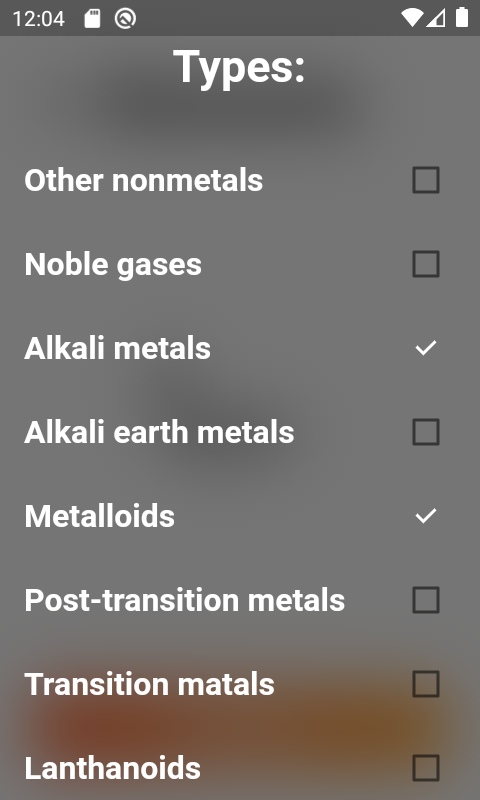 12:04
Types:
Other nonmetals
Noble gases
Alkali metals
Alkali earth metals
Metalloids
Post-transition metals
Transition matals
Lanthanoids